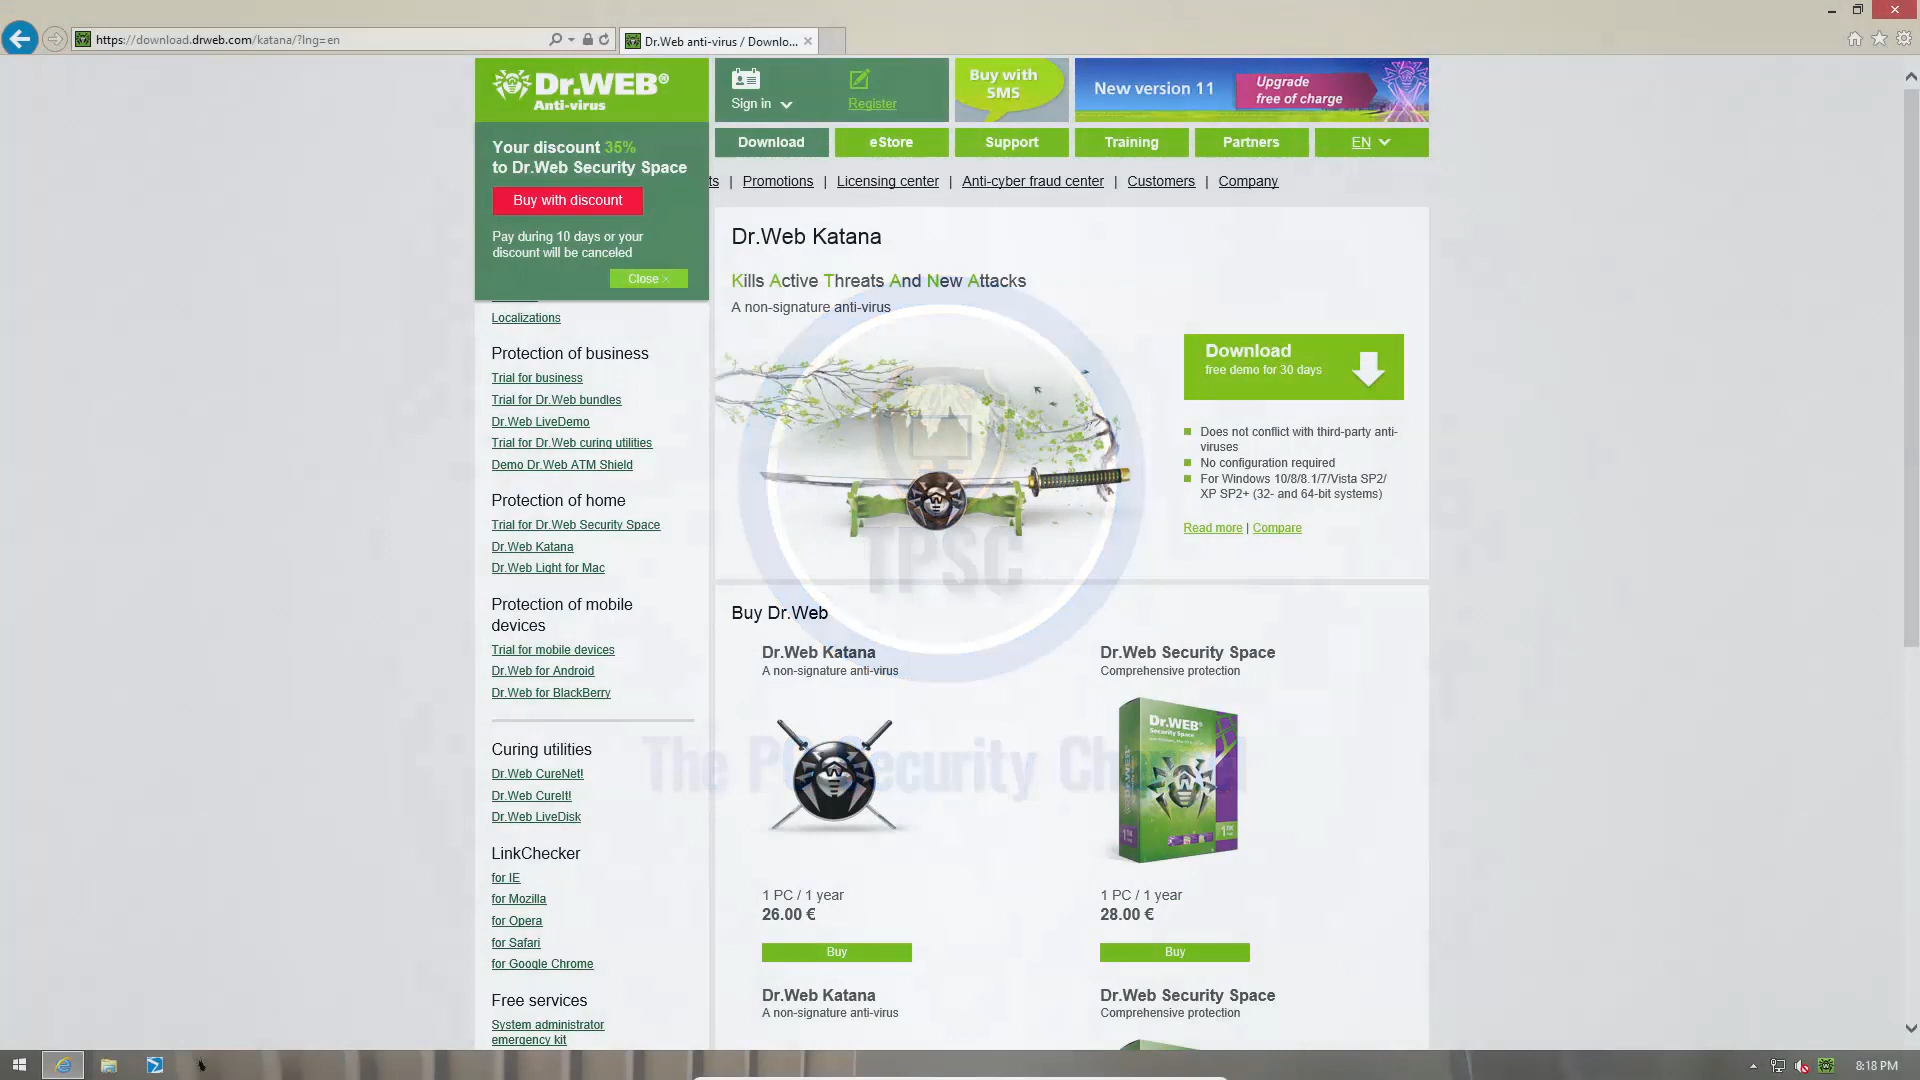 https://download.drweb.com/katana/?lng=en
Dr.Web anti-virus / Downlo...
Dr.WEB®
Anti-virus
Sign in
Register
Buy with
SMS
New version 11
Upgrade
free of charge
Your discount 35%
to Dr.Web Security Space
Buy with discount
Pay during 10 days or your
discount will be canceled
Close ×
Download
eStore
Support
Training
Partners
EN
ts | Promotions | Licensing center | Anti-cyber fraud center | Customers | Company
Localizations
Protection of business
Trial for business
Trial for Dr.Web bundles
Dr.Web LiveDemo
Trial for Dr.Web curing utilities
Demo Dr.Web ATM Shield
Protection of home
Trial for Dr.Web Security Space
Dr.Web Katana
Dr.Web Light for Mac
Protection of mobile
devices
Trial for mobile devices
Dr.Web for Android
Dr.Web for BlackBerry
Curing utilities
Dr.Web CureNet!
Dr.Web CureIt!
Dr.Web LiveDisk
LinkChecker
for IE
for Mozilla
for Opera
for Safari
for Google Chrome
Free services
System administrator
emergency kit
Dr.Web Katana
Kills Active Threats And New Attacks
A non-signature anti-virus
TPSC
Download
free demo for 30 days
Does not conflict with third-party anti-
viruses
No configuration required
For Windows 10/8/8.1/7/Vista SP2/
XP SP2+ (32- and 64-bit systems)
Read more | Compare
Buy Dr.Web
Dr.Web Katana
A non-signature anti-virus
Dr.Web Security Space
Comprehensive protection
Dr.WEB®
Security Space
The PC Security Channel
1 PC / 1 year
26.00 €
Buy
1 PC / 1 year
28.00 €
Buy
Dr.Web Katana
A non-signature anti-virus
Dr.Web Security Space
Comprehensive protection
8:18 PM